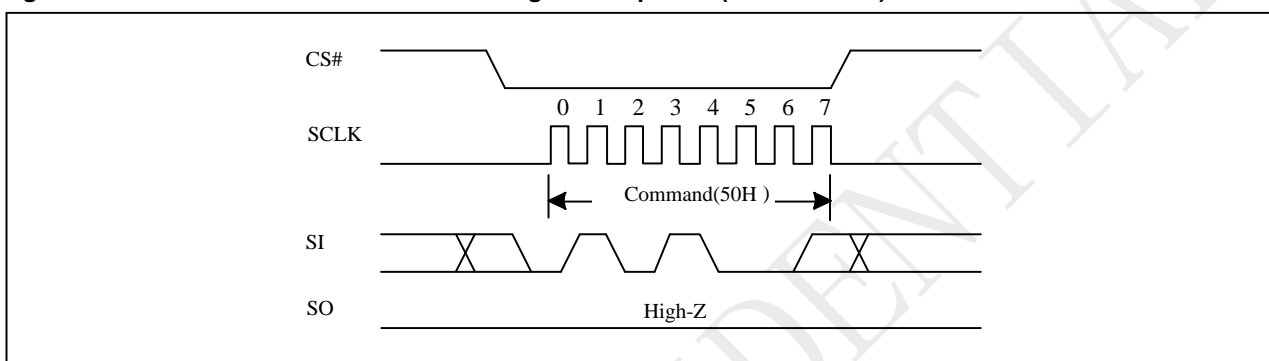 CS#
0 1 2 3 4 5 6 7
SCLK
Command(50H )
SI
SO
High-Z